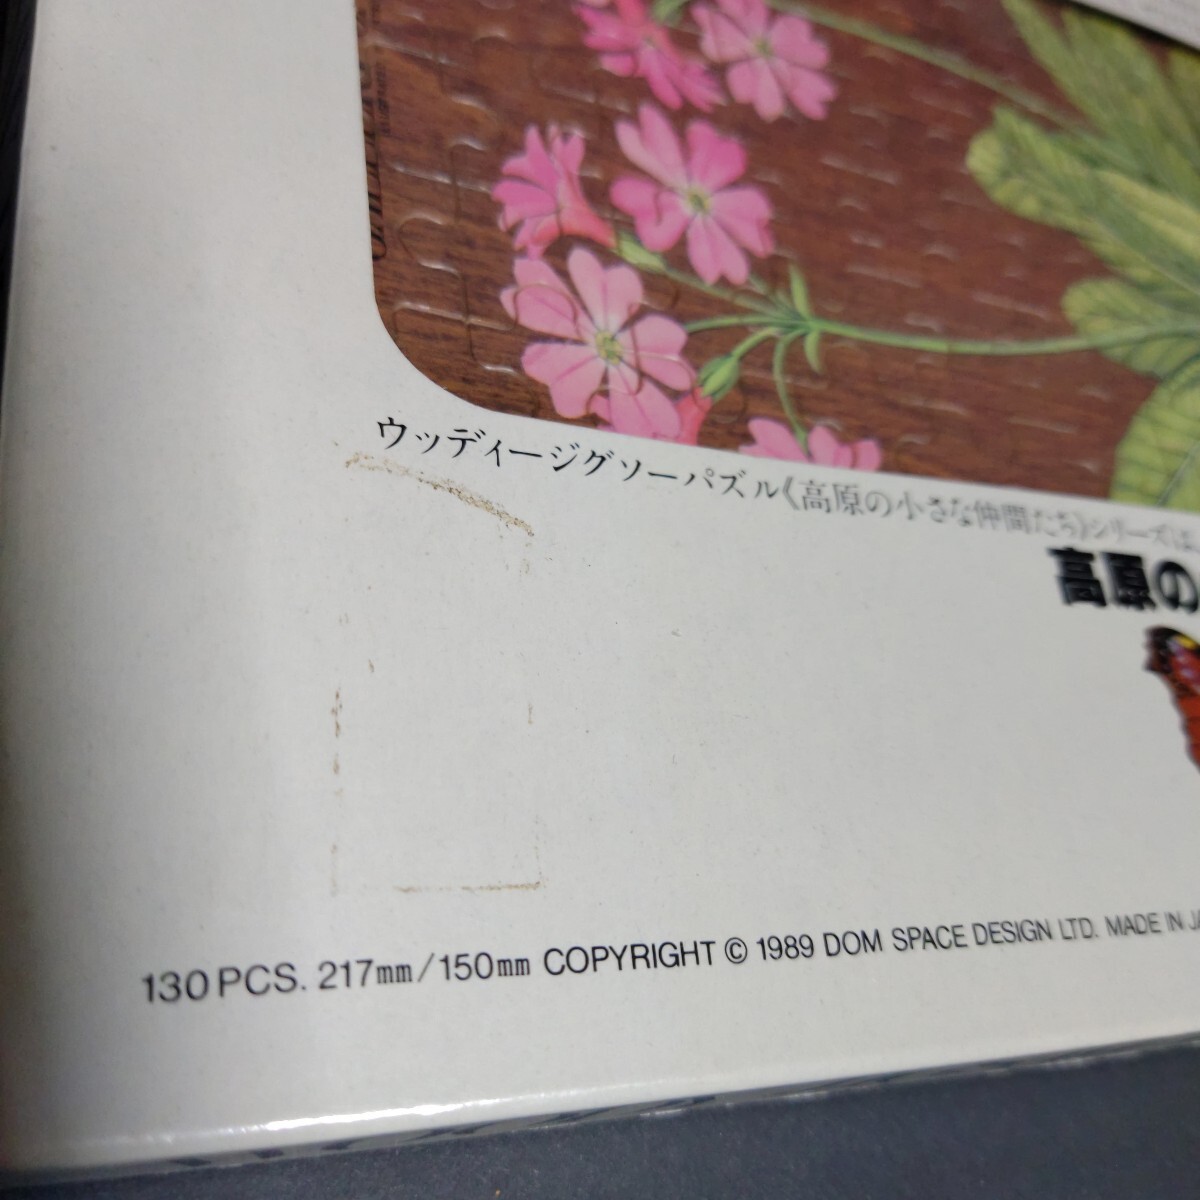 ウッディージグソーパズル《高原の小さな仲間たち》シリーズは、
高原の
130 PCS. 217mm/150mm COPYRIGHT © 1989 DOM SPACE DESIGN LTD. MADE IN JA